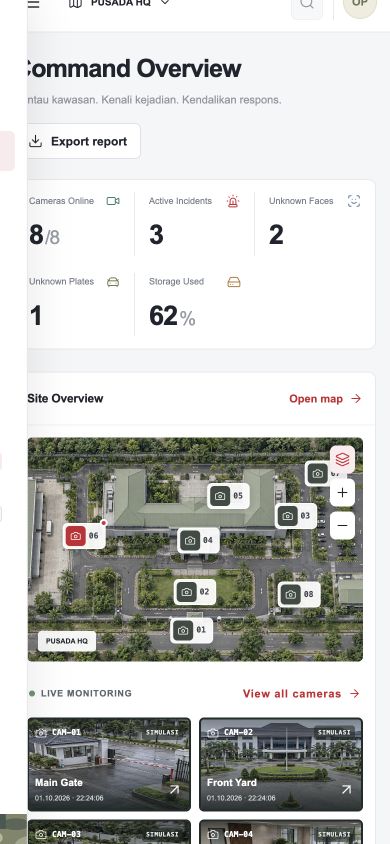 PUSADA HQ
OP
Command Overview
ntau kawasan. Kenali kejadian. Kendalikan respons.
Export report
Cameras Online
8/8
Active Incidents
3
Unknown Faces
2
Unknown Plates
1
Storage Used
62%
Site Overview
Open map
05
03
06
04
02
08
01
PUSADA HQ
LIVE MONITORING
View all cameras
CAM-01
SIMULASI
Main Gate
01.10.2026 · 22:24:06
CAM-02
SIMULASI
Front Yard
01.10.2026 · 22:24:06
CAM-03
SIMULASI
CAM-04
SIMULASI